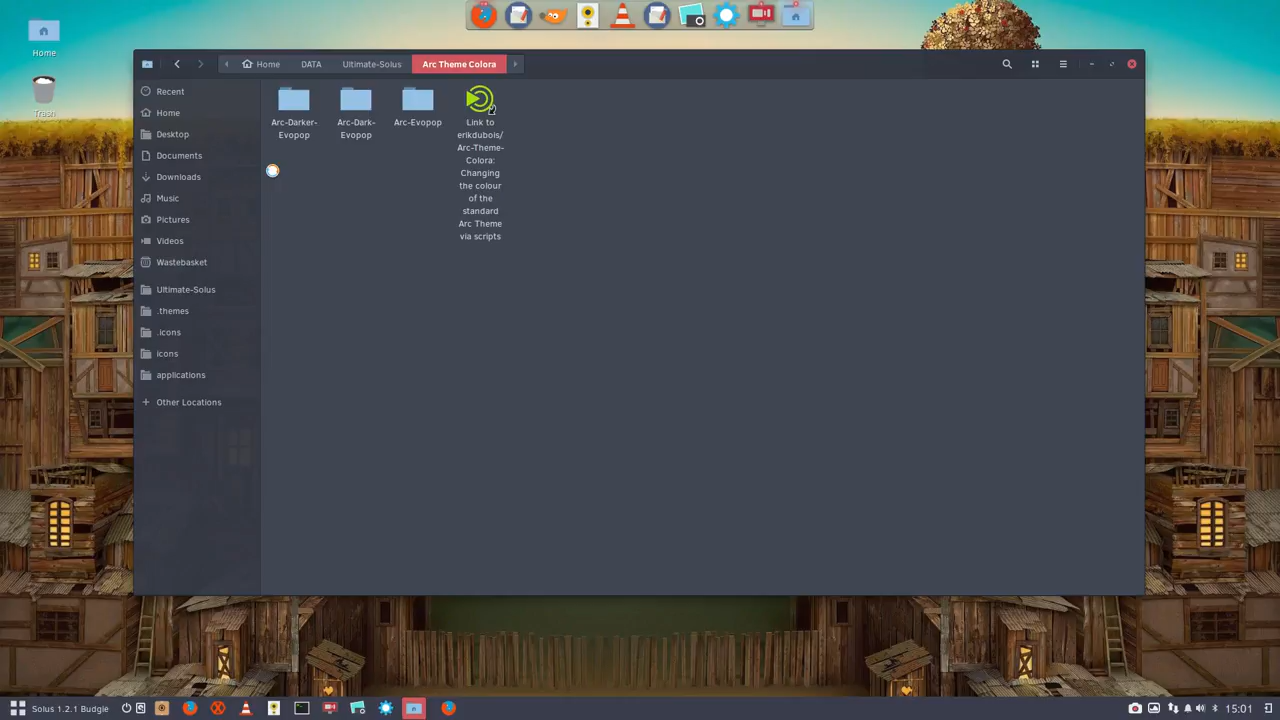 Home
Trash
Home
DATA
Ultimate-Solus
Arc Theme Colora
Recent
Home
Desktop
Documents
Downloads
Music
Pictures
Videos
Wastebasket
Ultimate-Solus
.themes
.icons
icons
applications
Other Locations
Arc-Darker-
Evopop
Arc-Dark-
Evopop
Arc-Evopop
Link to
erikdubois/
Arc-Theme-
Colora:
Changing
the colour
of the
standard
Arc Theme
via scripts
Solus 1.2.1 Budgie
15:01